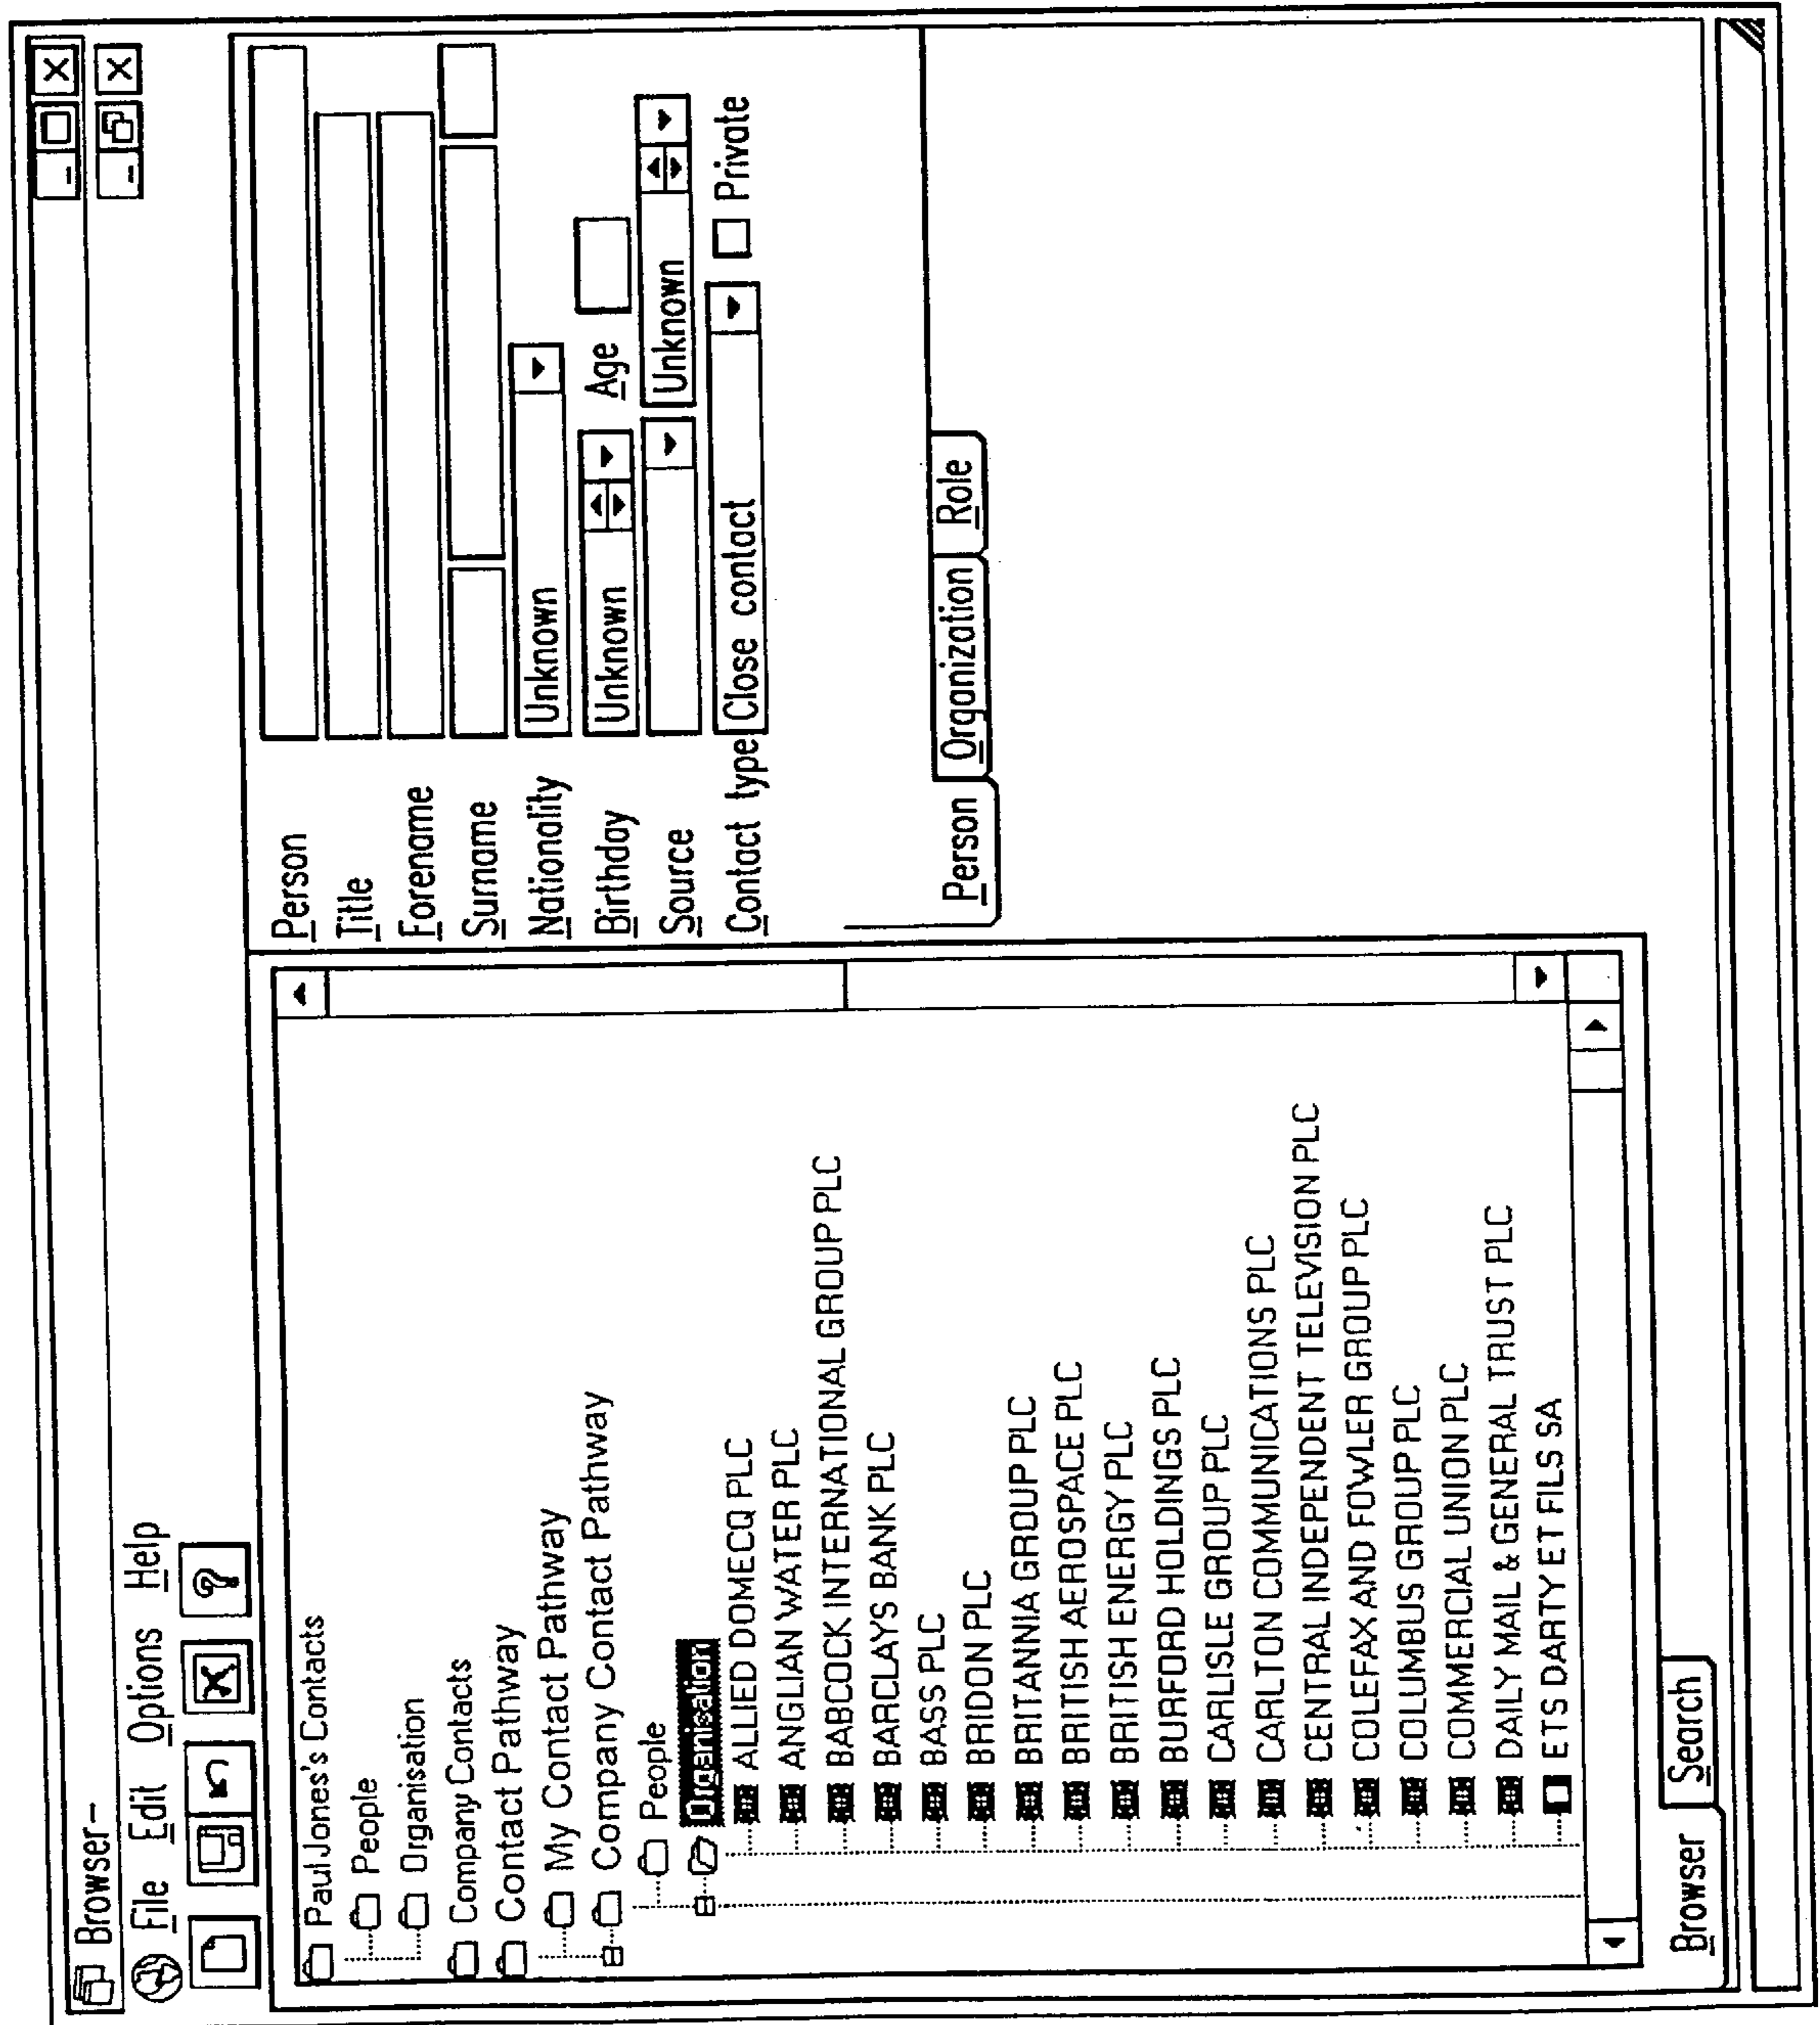 Browser–
File Edit Options Help
?
Paul Jones's Contacts
People
Organisation
Company Contacts
Contact Pathway
My Contact Pathway
Company Contact Pathway
People
Organisation
ALLIED DOMECQ PLC
ANGLIAN WATER PLC
BABCOCK INTERNATIONAL GROUP PLC
BARCLAYS BANK PLC
BASS PLC
BRIDON PLC
BRITANNIA GROUP PLC
BRITISH AEROSPACE PLC
BRITISH ENERGY PLC
BURFORD HOLDINGS PLC
CARLISLE GROUP PLC
CARLTON COMMUNICATIONS PLC
CENTRAL INDEPENDENT TELEVISION PLC
COLEFAX AND FOWLER GROUP PLC
COLUMBUS GROUP PLC
COMMERCIAL UNION PLC
DAILY MAIL & GENERAL TRUST PLC
ETS DARTY ET FILS SA
Browser Search
Person
Title
Forename
Surname
Nationality Unknown
Birthday Unknown Age
Source Unknown
Contact type Close contact Private
Person Organization Role